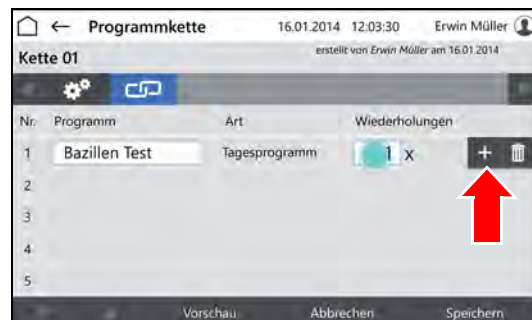 ← Programmkette 16.01.2014 12:03:30 Erwin Müller
Kette 01 erstellt von Erwin Müller am 16.01.2014
Nr. Programm Art Wiederholungen
1 Bazillen Test Tagesprogramm 1 x +
2
3
4
5
Vorschau Abbrechen Speichern